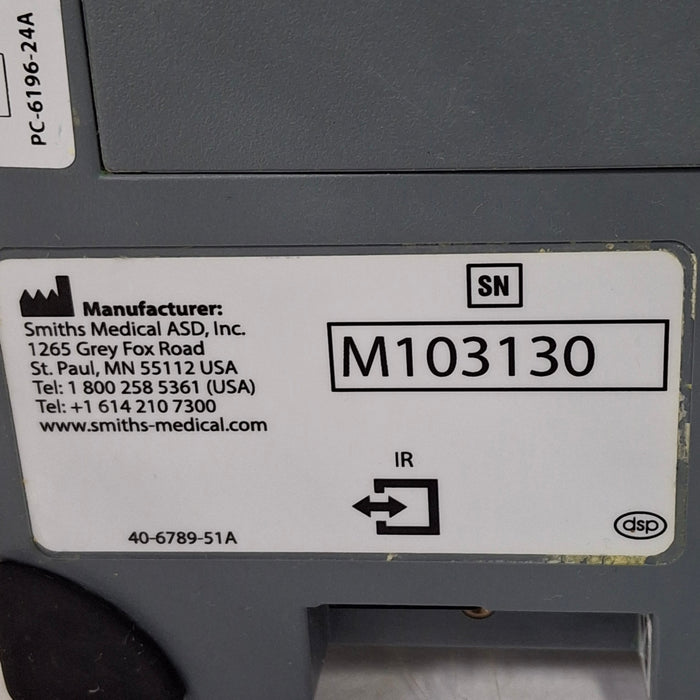 PC-6196-24A
SN
Manufacturer:
Smiths Medical ASD, Inc.
1265 Grey Fox Road
St. Paul, MN 55112 USA
Tel: 1 800 258 5361 (USA)
Tel: +1 614 210 7300
www.smiths-medical.com
M103130
IR
40-6789-51A
dsp